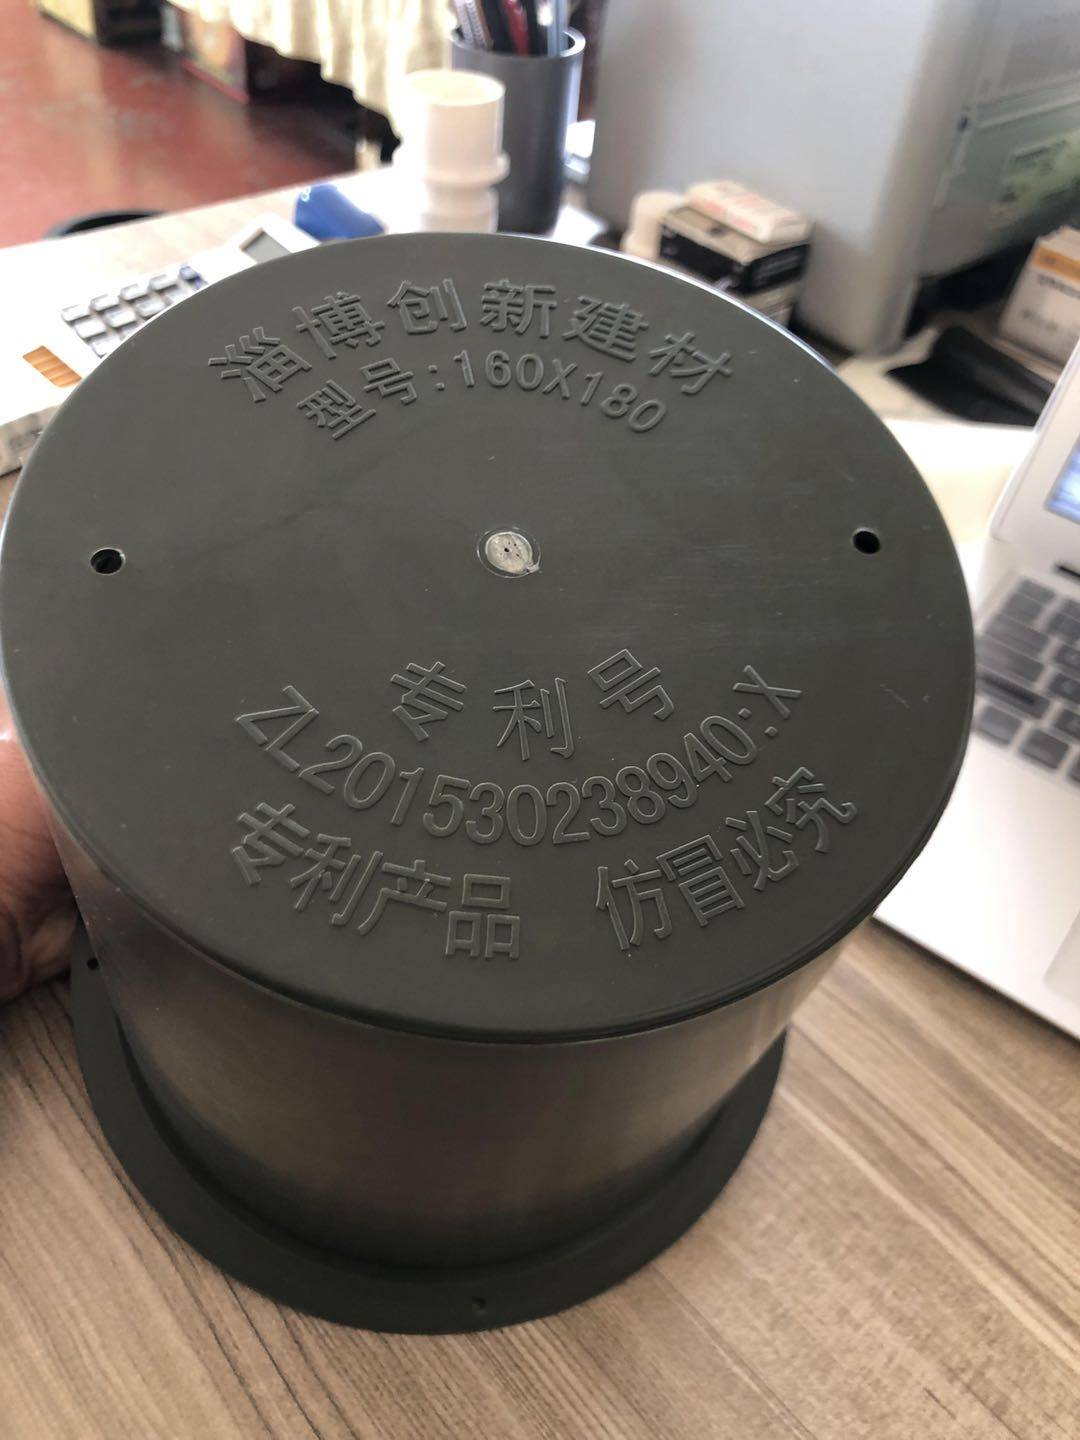 淄博创新建材
型号:160X180
专利号
ZL201530238940:X
专利产品 仿冒必究